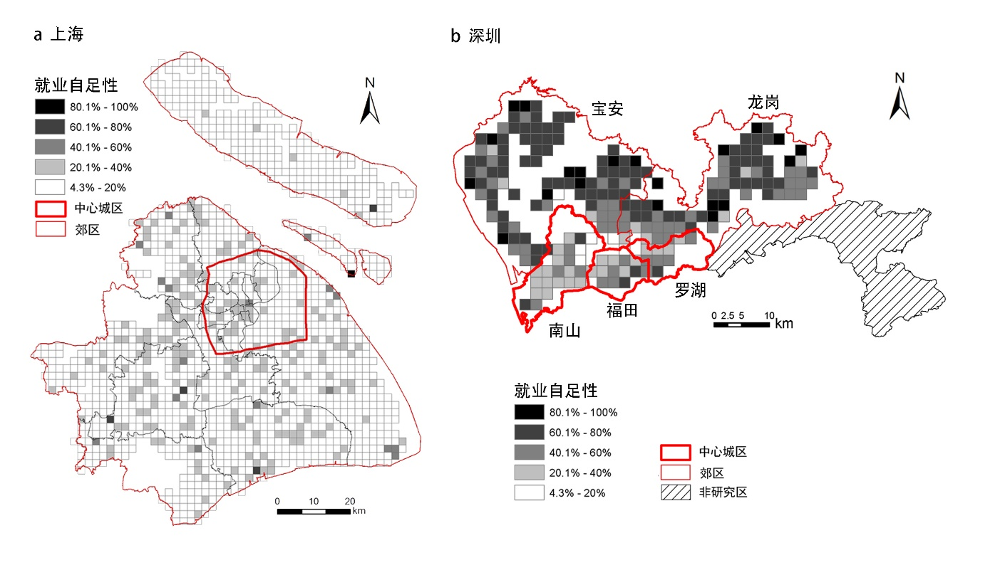 a 上海
就业自足性
80.1% - 100%
60.1% - 80%
40.1% - 60%
20.1% - 40%
4.3% - 20%
中心城区
郊区
N
0 10 20
km
b 深圳
N
宝安
龙岗
罗湖
福田
南山
0 2.5 5 10
km
就业自足性
80.1% - 100%
60.1% - 80%
40.1% - 60%
20.1% - 40%
4.3% - 20%
中心城区
郊区
非研究区